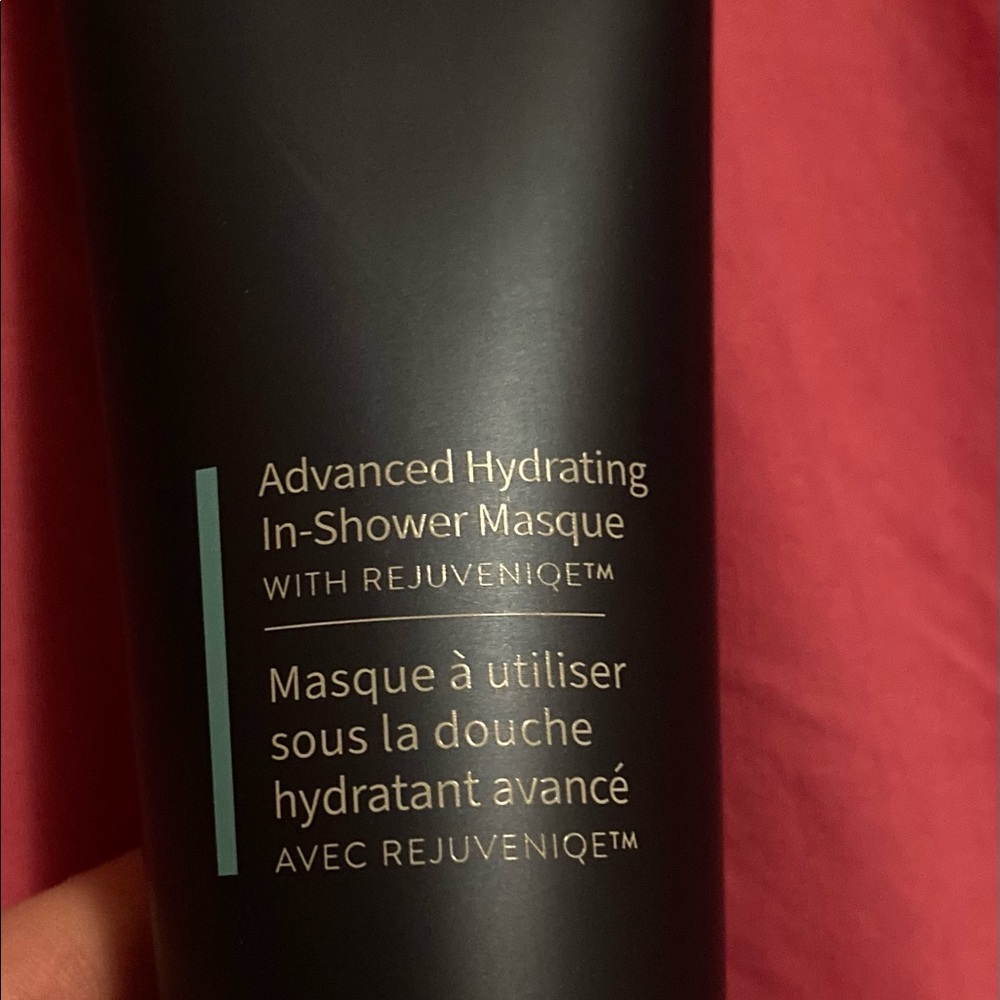 Advanced Hydrating
In-Shower Masque
WITH REJUVENIQE™
Masque à utiliser
sous la douche
hydratant avancé
AVEC REJUVENIQE™